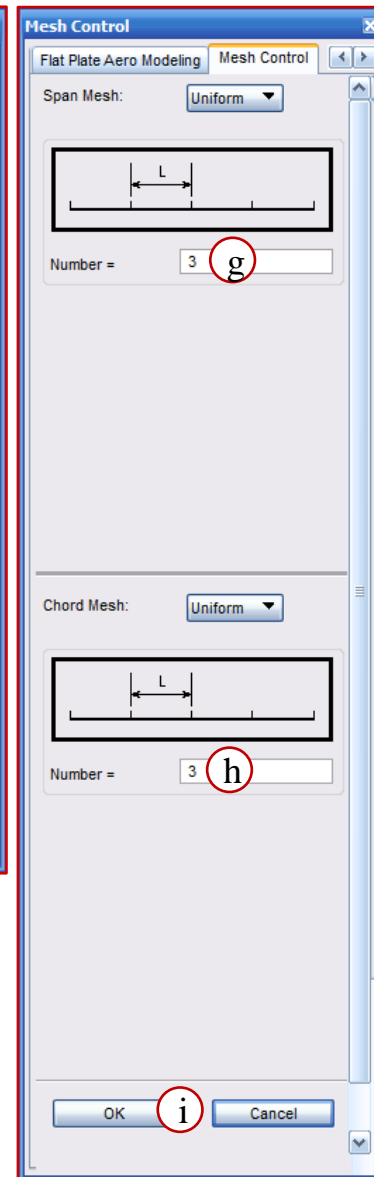 Mesh Control
Flat Plate Aero Modeling Mesh Control
Span Mesh: Uniform
L
Number = 3 g
Chord Mesh: Uniform
L
Number = 3 h
OK i Cancel